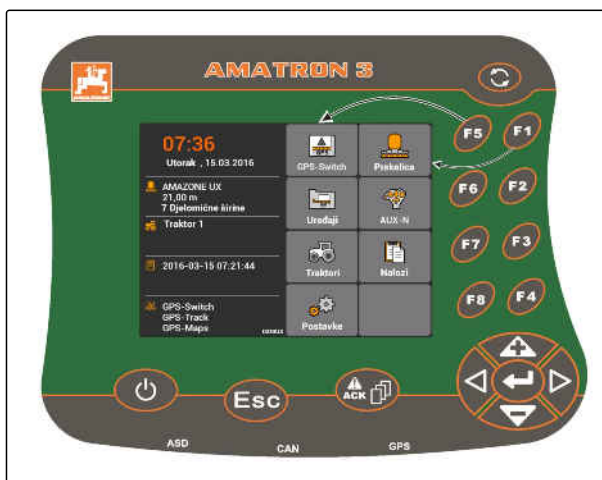 AMATRON 3
07:36
Utorak , 15.03.2016
AMAZONE UX
21,00 m
7 Djelomične širine
Traktor 1
2016-03-15 07:21:44
GPS-Switch
GPS-Track
GPS-Maps
GPS-Switch
Prskalica
Uređaji
AUX-N
Traktori
Nalozi
Postavke
F5
F1
F6
F2
F7
F3
F8
F4
Esc
ACK
ASD
CAN
GPS